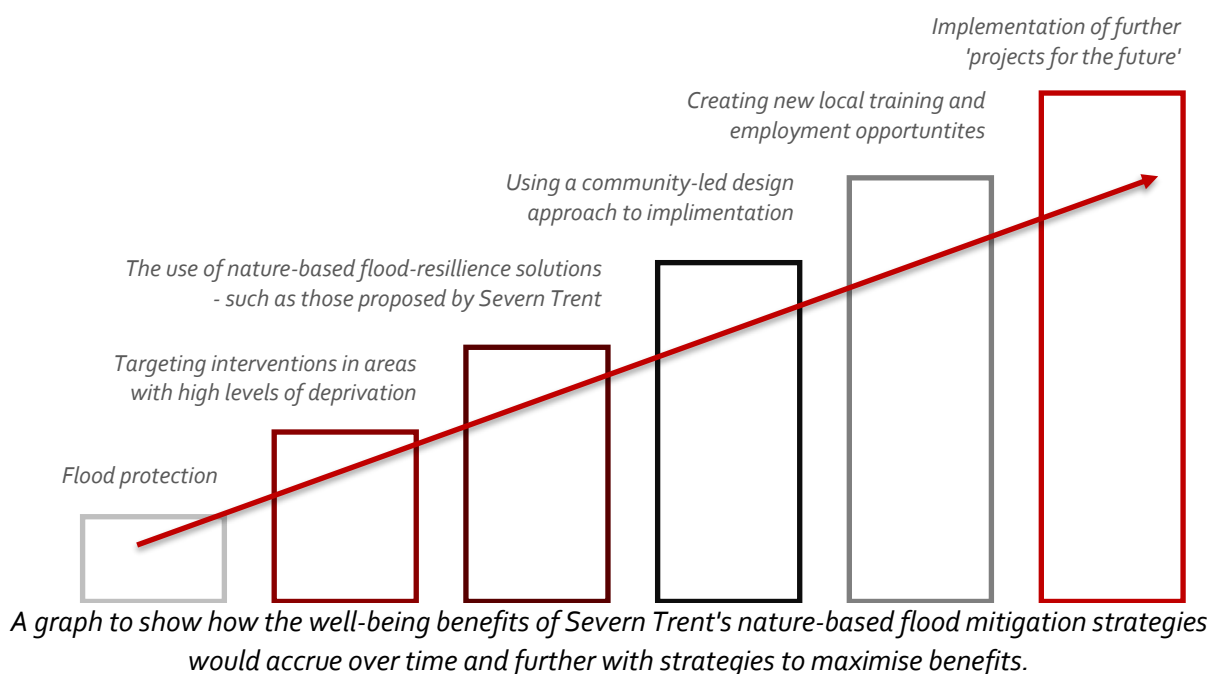 Implementation of further
'projects for the future'
Creating new local training and
employment opportuntites
Using a community-led design
approach to implimentation
The use of nature-based flood-resillience solutions
- such as those proposed by Severn Trent
Targeting interventions in areas
with high levels of deprivation
Flood protection
A graph to show how the well-being benefits of Severn Trent's nature-based flood mitigation strategies
would accrue over time and further with strategies to maximise benefits.